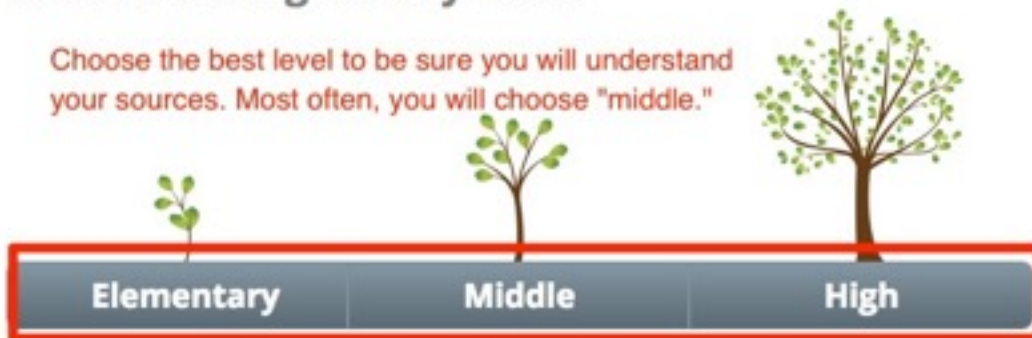 Choose the best level to be sure you will understand
your sources. Most often, you will choose "middle."
Elementary Middle High